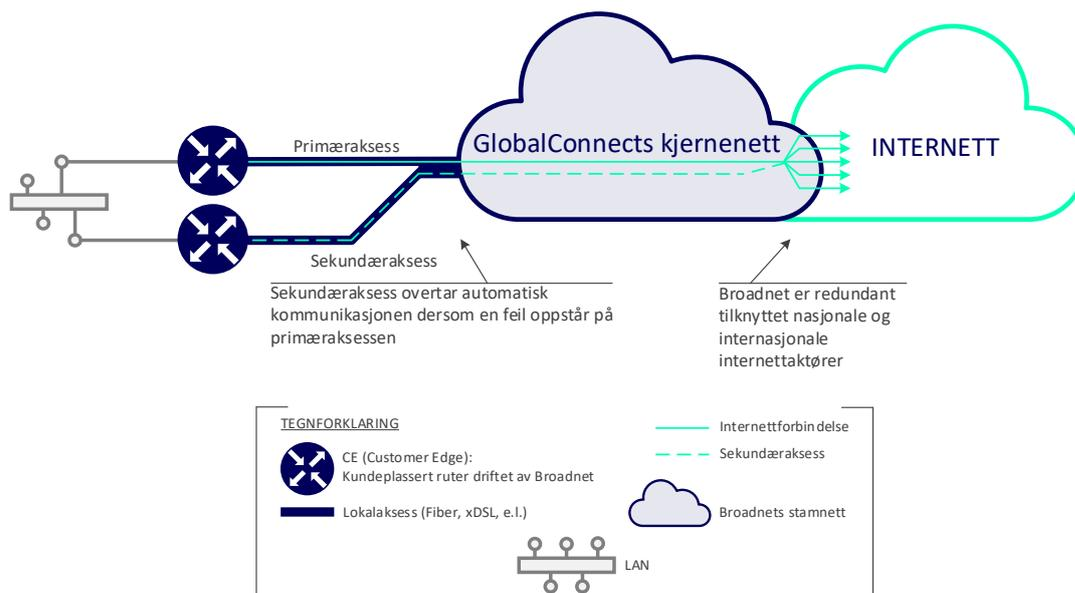 Primæraksess
GlobalConnects kjernenett
INTERNETT
Sekundæraksess
Sekundæraksess overtar automatisk
kommunikasjonen dersom en feil oppstår på
primæraksessen
Broadnet er redundant
tilknyttet nasjonale og
internasjonale
internettaktører
TEGNFORKLARING
CE (Customer Edge):
Kundeplassert ruter driftet av Broadnet
Lokalaksess (Fiber, xDSL, e.l.)
Internettforbindelse
Sekundæraksess
Broadnets stamnett
LAN